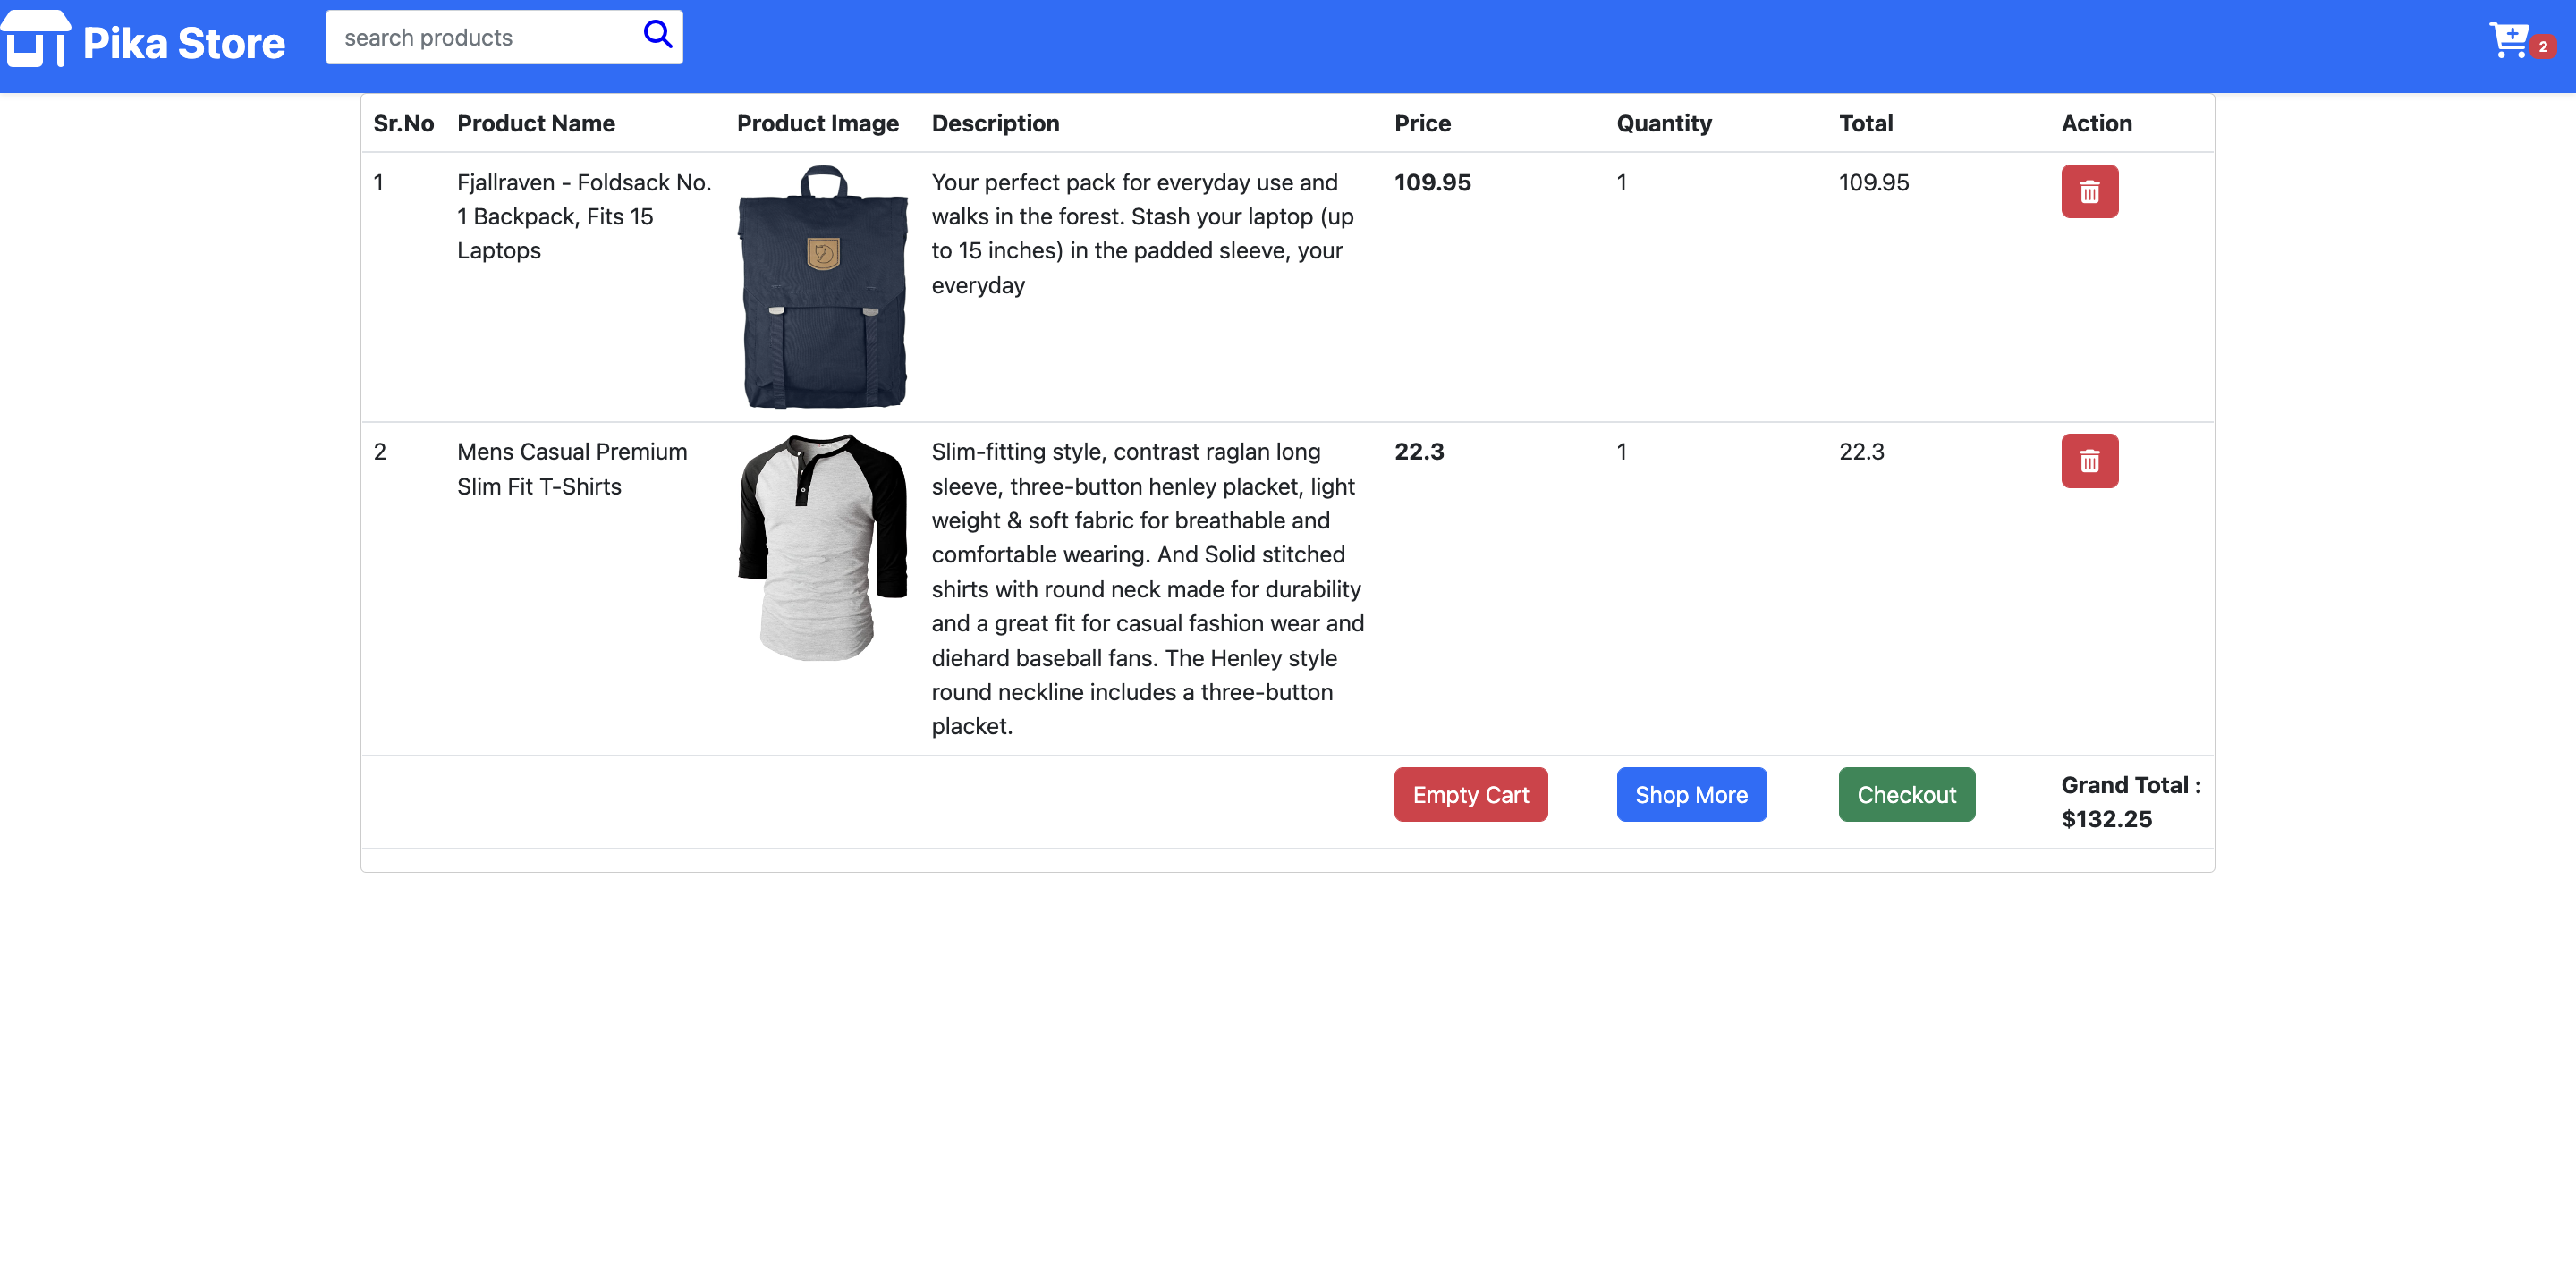 Pika Store
search products
2
Sr.No Product Name Product Image Description Price Quantity Total Action
1 Fjallraven - Foldsack No. Your perfect pack for everyday use and 109.95 1 109.95
1 Backpack, Fits 15 walks in the forest. Stash your laptop (up
Laptops to 15 inches) in the padded sleeve, your
everyday
2 Mens Casual Premium Slim-fitting style, contrast raglan long 22.3 1 22.3
Slim Fit T-Shirts sleeve, three-button henley placket, light
weight & soft fabric for breathable and
comfortable wearing. And Solid stitched
shirts with round neck made for durability
and a great fit for casual fashion wear and
diehard baseball fans. The Henley style
round neckline includes a three-button
placket.
Empty Cart Shop More Checkout Grand Total :
$132.25